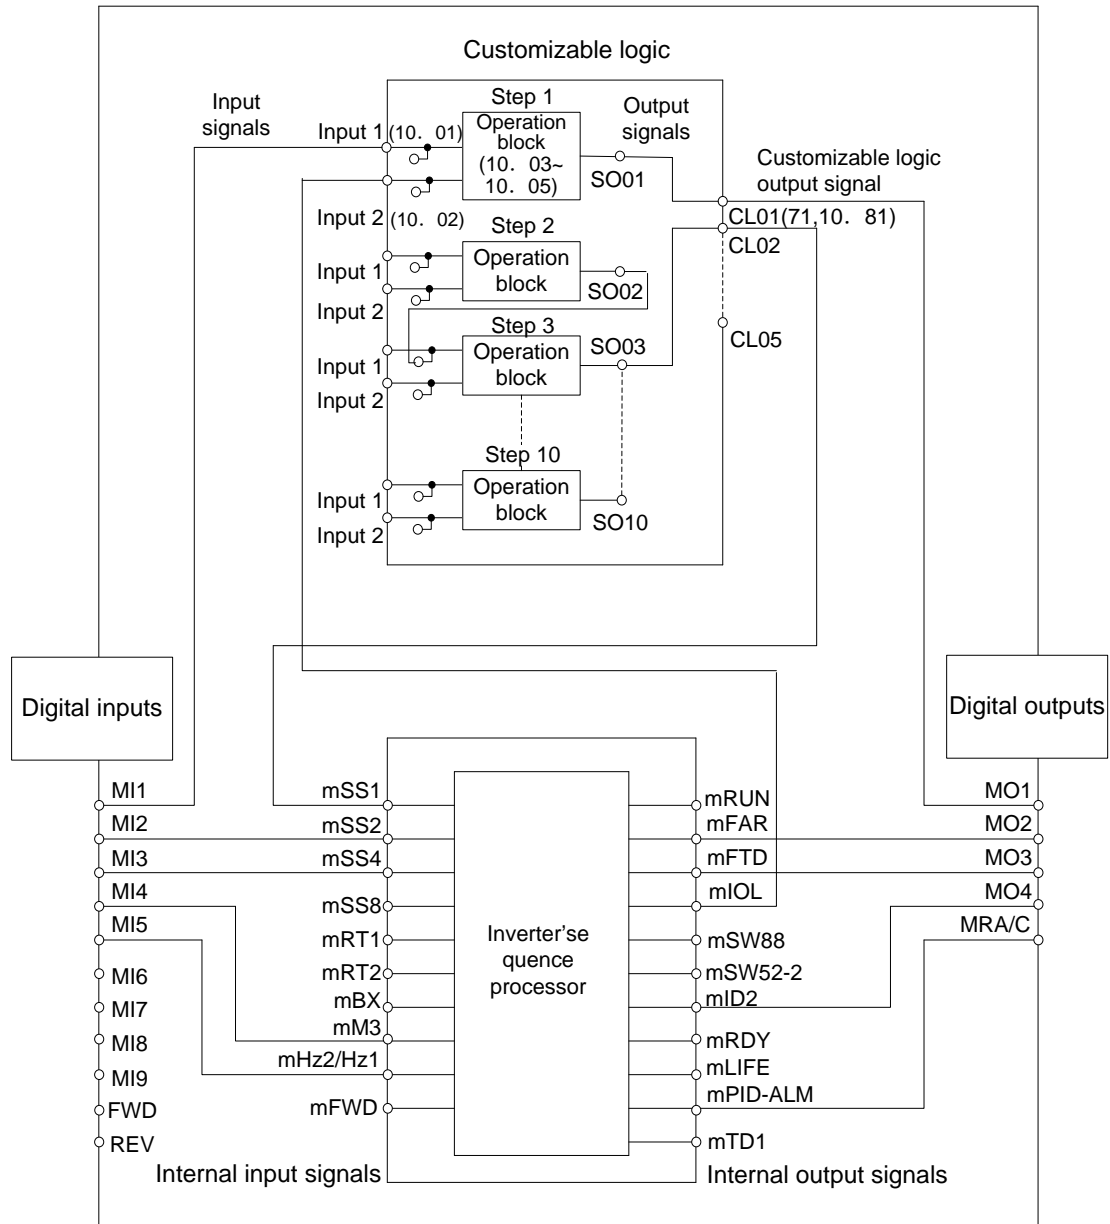 Customizable logic
Input
signals
Step 1
Output
signals
Input 1 (10. 01)
Operation
block
(10. 03~
10. 05)
SO01
Customizable logic
output signal
Input 2 (10. 02)
CL01(71,10. 81)
Step 2
Operation
block
CL02
Input 1
SO02
Input 2
Step 3
SO03
CL05
Input 1
Operation
block
Input 2
Step 10
Input 1
Operation
block
SO10
Input 2
Digital inputs
Digital outputs
MI1
MI2
MI3
MI4
MI5
MI6
MI7
MI8
MI9
FWD
REV
mSS1
mSS2
mSS4
mSS8
mRT1
mRT2
mBX
mM3
mHz2/Hz1
mFWD
Inverter'se
quence
processor
mRUN
mFAR
mFTD
mIOL
mSW88
mSW52-2
mID2
mRDY
mLIFE
mPID-ALM
mTD1
MO1
MO2
MO3
MO4
MRA/C
Internal input signals
Internal output signals